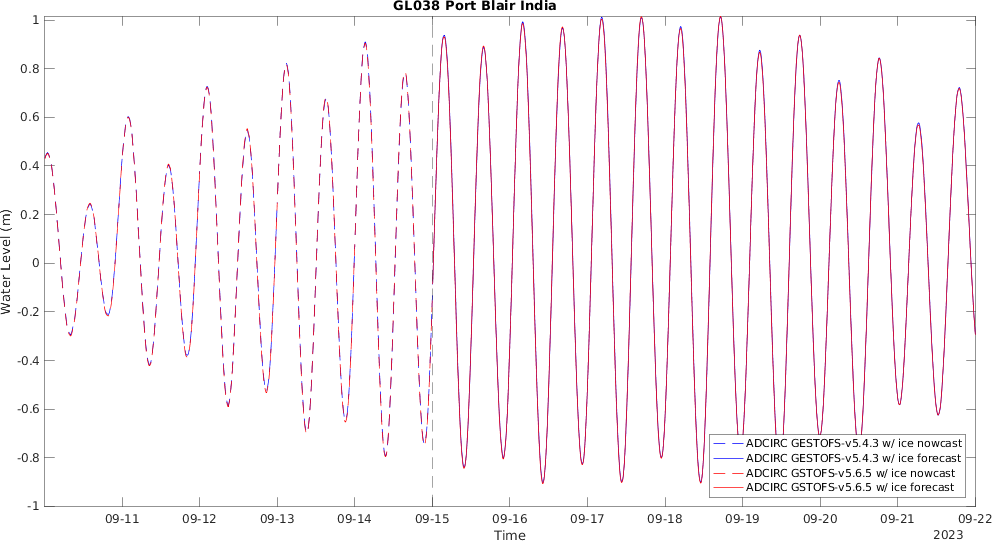 GL038 Port Blair India
1
0.8
0.6
0.4
0.2
0
-0.2
-0.4
-0.6
-0.8
-1
Water Level (m)
ADCIRC GESTOFS-v5.4.3 w/ ice nowcast
ADCIRC GESTOFS-v5.4.3 w/ ice forecast
ADCIRC GSTOFS-v5.6.5 w/ ice nowcast
ADCIRC GSTOFS-v5.6.5 w/ ice forecast
09-11 09-12 09-13 09-14 09-15 09-16 09-17 09-18 09-19 09-20 09-21 09-22
Time
2023